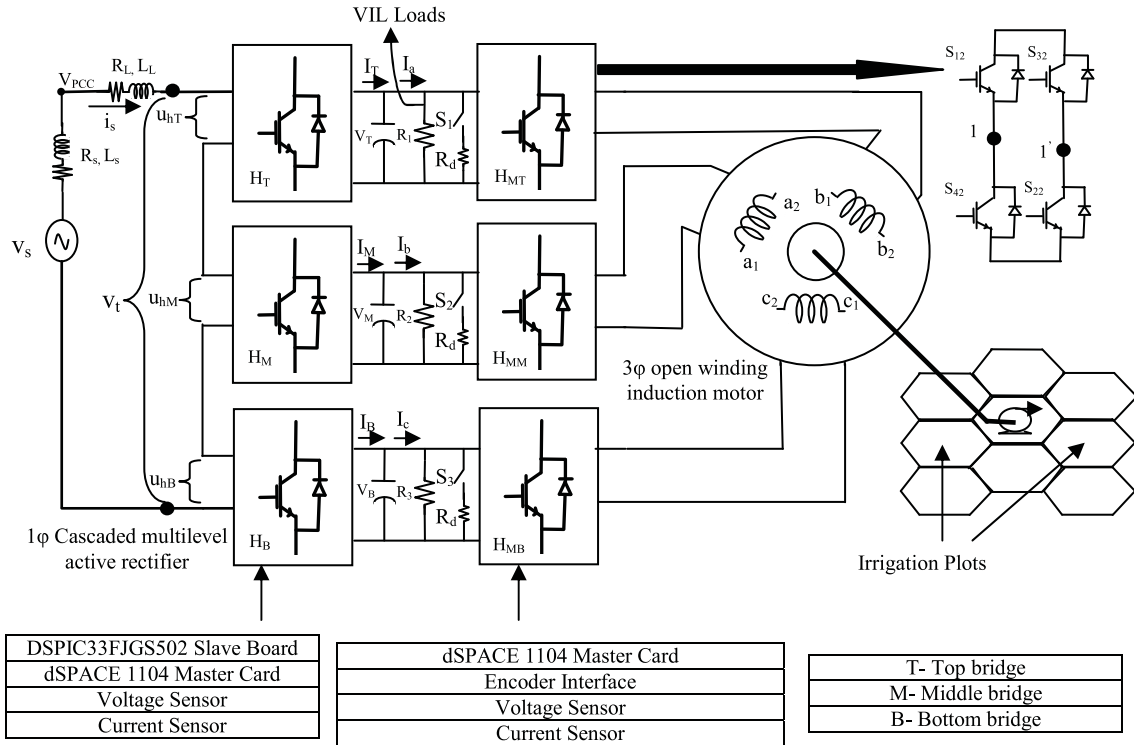 VIL Loads
R_L, L_L
V_PCC
i_s
u_hT
R_s, L_s
v_s
v_t
u_hM
u_hB
H_T
H_M
H_B
I_T
I_a
V_T
R_1
S_1
R_d
H_MT
I_M
I_b
V_M
R_2
S_2
R_d
H_MM
I_B
I_c
V_B
R_3
S_3
R_d
H_MB
S_12
S_32
1
1'
S_42
S_22
a_2
a_1
b_1
b_2
c_2
c_1
3φ open winding
induction motor
1φ Cascaded multilevel
active rectifier
Irrigation Plots
DSPIC33FJGS502 Slave Board
dSPACE 1104 Master Card
Voltage Sensor
Current Sensor
dSPACE 1104 Master Card
Encoder Interface
Voltage Sensor
Current Sensor
T- Top bridge
M- Middle bridge
B- Bottom bridge